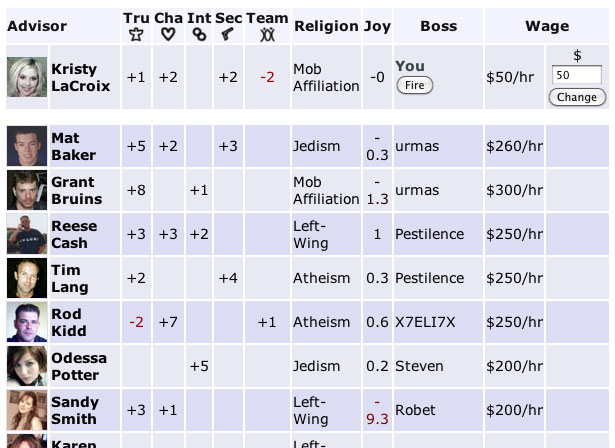 Advisor Tru Cha Int Sec Team Religion Joy Boss Wage
Kristy LaCroix +1 +2 +2 -2 Mob Affiliation -0 You Fire $50/hr $ 50 Change
Mat Baker +5 +2 +3 Jedism -0.3 urmas $260/hr
Grant Bruins +8 +1 Mob Affiliation -1.3 urmas $300/hr
Reese Cash +3 +3 +2 Left-Wing 1 Pestilence $250/hr
Tim Lang +2 +4 Atheism 0.3 Pestilence $250/hr
Rod Kidd -2 +7 +1 Atheism 0.6 X7ELI7X $250/hr
Odessa Potter +5 Jedism 0.2 Steven $200/hr
Sandy Smith +3 +1 Left-Wing -9.3 Robet $200/hr
Karen Left-